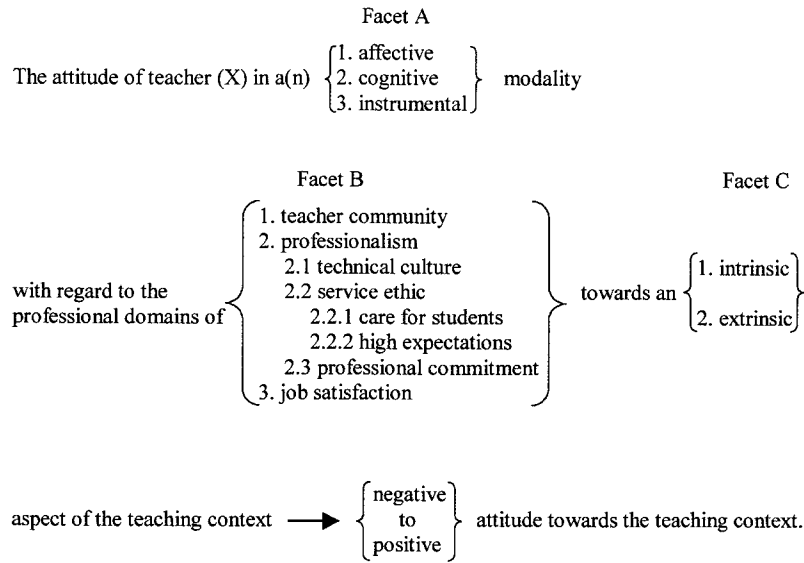 Facet A
The attitude of teacher (X) in a(n) 1. affective 2. cognitive 3. instrumental modality
Facet B Facet C
with regard to the professional domains of
1. teacher community
2. professionalism
2.1 technical culture
2.2 service ethic
2.2.1 care for students
2.2.2 high expectations
2.3 professional commitment
3. job satisfaction
towards an
1. intrinsic
2. extrinsic
aspect of the teaching context → negative to positive attitude towards the teaching context.